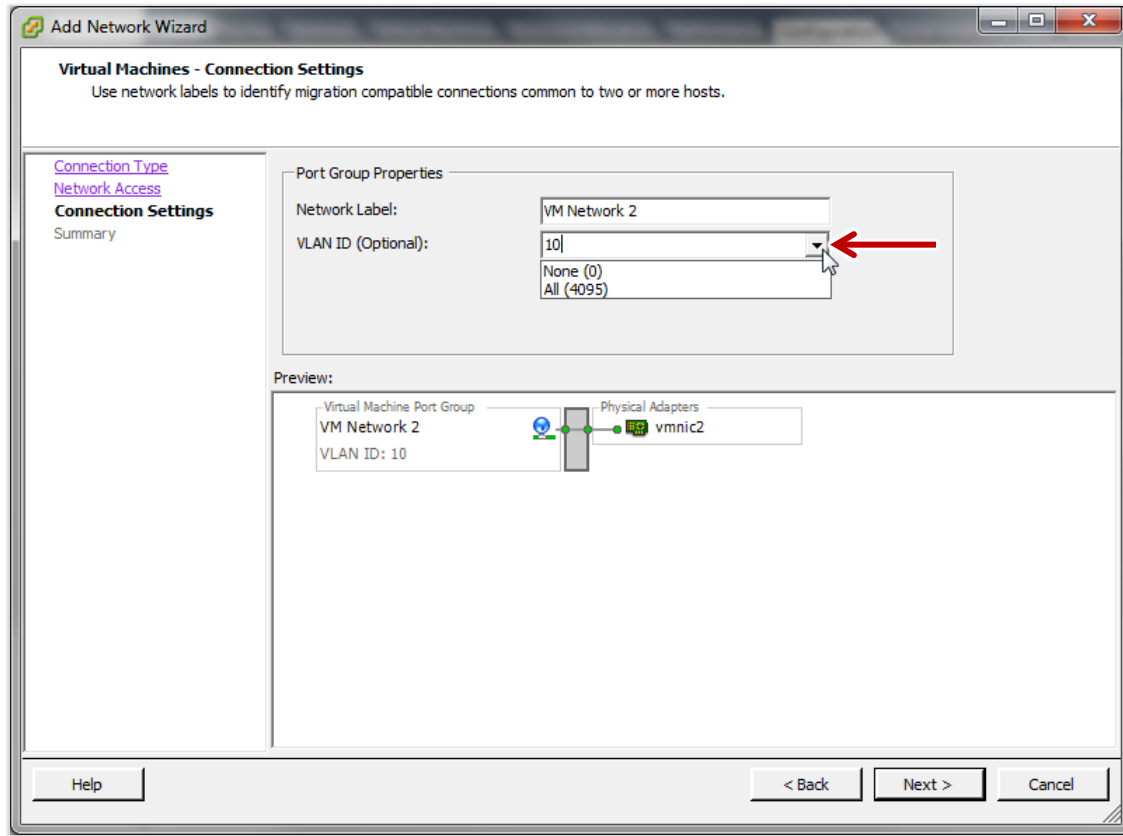 Add Network Wizard
Virtual Machines - Connection Settings
Use network labels to identify migration compatible connections common to two or more hosts.
Connection Type
Network Access
Connection Settings
Summary
Port Group Properties
Network Label:
VM Network 2
VLAN ID (Optional):
10
None (0)
All (4095)
Preview:
Virtual Machine Port Group
Physical Adapters
VM Network 2
vmnic2
VLAN ID: 10
Help
< Back
Next >
Cancel